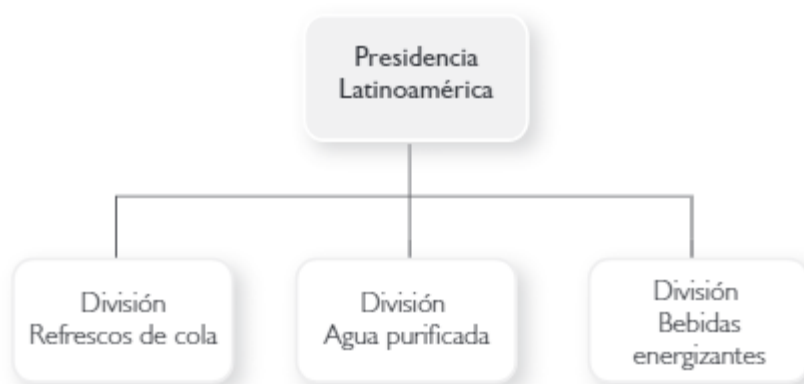 Presidencia
Latinoamérica
División
Refrescos de cola
División
Agua purificada
División
Bebidas
energizantes